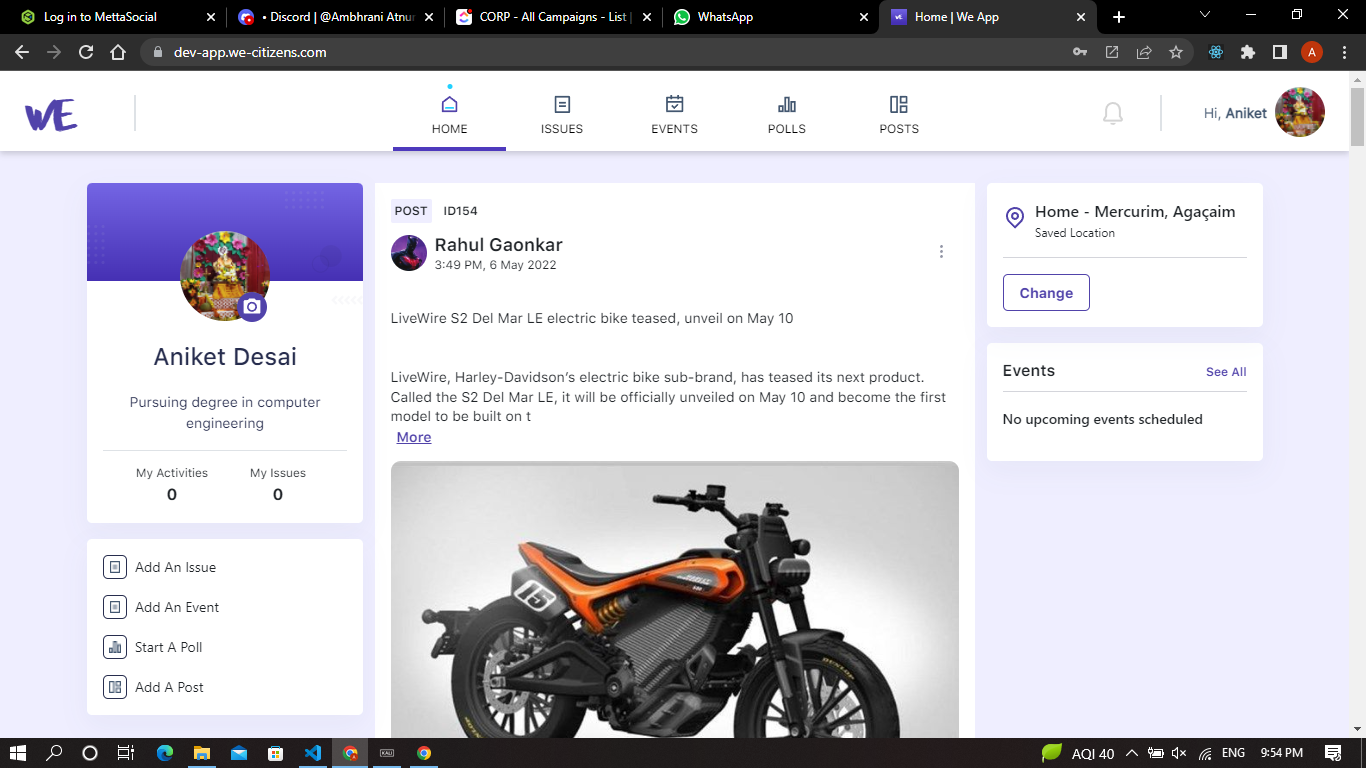 Log in to MettaSocial
• Discord | @Ambhrani Atnur
CORP - All Campaigns - List |
WhatsApp
Home | We App
dev-app.we-citizens.com
A
WE
HOME
ISSUES
EVENTS
POLLS
POSTS
Hi, Aniket
POST ID154
Rahul Gaonkar
3:49 PM, 6 May 2022
LiveWire S2 Del Mar LE electric bike teased, unveil on May 10
LiveWire, Harley-Davidson’s electric bike sub-brand, has teased its next product.
Called the S2 Del Mar LE, it will be officially unveiled on May 10 and become the first
model to be built on t
More
15
DUNLOP
Aniket Desai
Pursuing degree in computer
engineering
My Activities
0
My Issues
0
Add An Issue
Add An Event
Start A Poll
Add A Post
Home - Mercurim, Agaçaim
Saved Location
Change
Events
See All
No upcoming events scheduled
AQI 40
ENG
9:54 PM